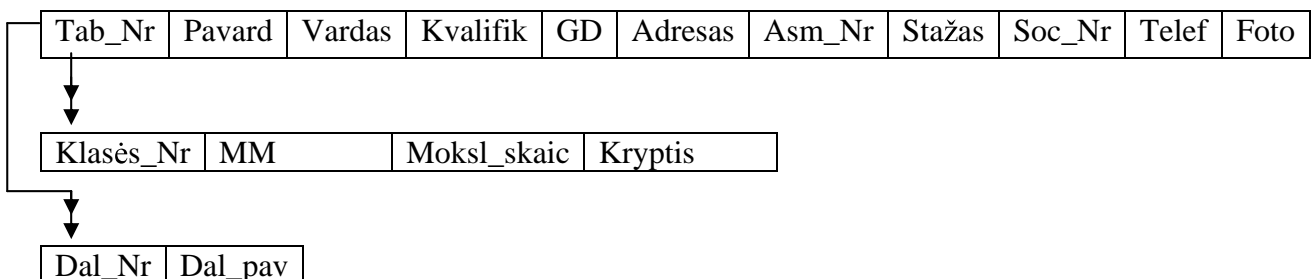 Tab_Nr Pavard Vardas Kvalifik GD Adresas Asm_Nr Stažas Soc_Nr Telef Foto
Klasės_Nr MM Moksl_skaic Kryptis
Dal_Nr Dal_pav